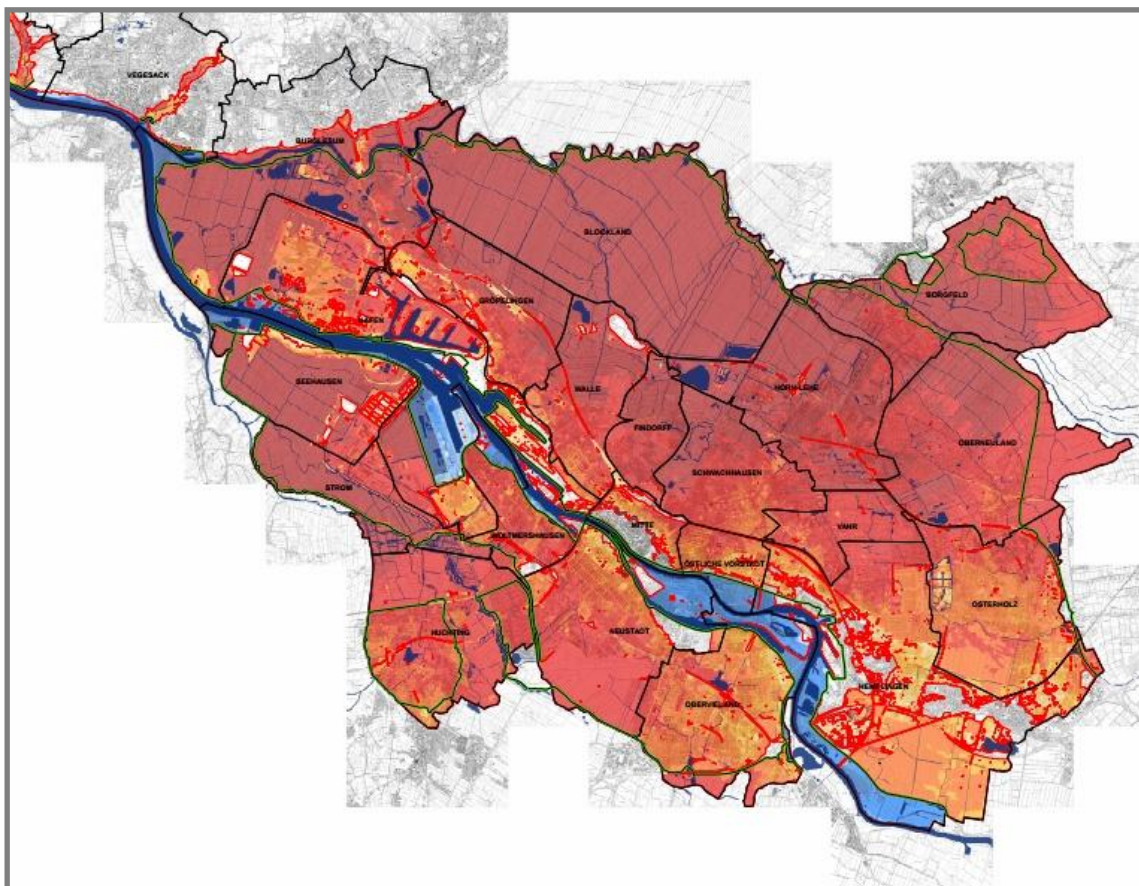 VEGESACK
BURGLESUM
BLOCKLAND
BORGFELD
GRÖPELINGEN
HÄFEN
SEEHAUSEN
WALLE
HORN-LEHE
FINDORFF
OBERNEULAND
SCHWACHHAUSEN
STROM
MITTE
VAHR
WOLTMERSHAUSEN
ÖSTLICHE VORSTADT
OSTERHOLZ
HUCHTING
NEUSTADT
HEMELINGEN
OBERVIELAND